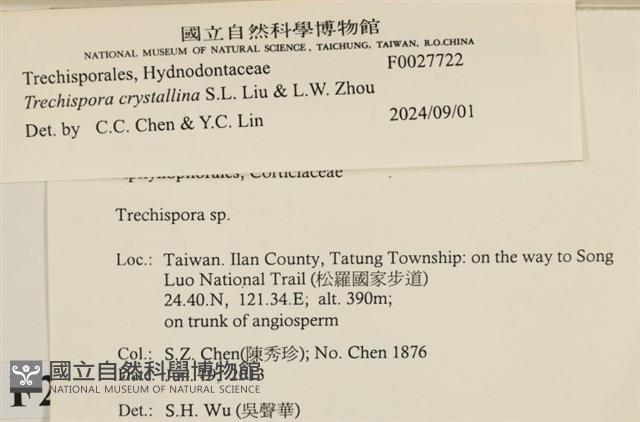 國立自然科學博物館
NATIONAL MUSEUM OF NATURAL SCIENCE, TAICHUNG, TAIWAN, R.O.CHINA
Trechisporales, Hydnodontaceae F0027722
Trechispora crystallina S.L. Liu & L.W. Zhou
Det. by C.C. Chen & Y.C. Lin 2024/09/01
Corticiaceae
Trechispora sp.
Loc.: Taiwan. Ilan County, Tatung Township: on the way to Song
Luo National Trail (松羅國家步道)
24.40.N, 121.34.E; alt. 390m;
on trunk of angiosperm
Col.: S.Z. Chen(陳秀珍); No. Chen 1876
國立自然科學博物館
NATIONAL MUSEUM OF NATURAL SCIENCE
Det.: S.H. Wu (吳聲華)